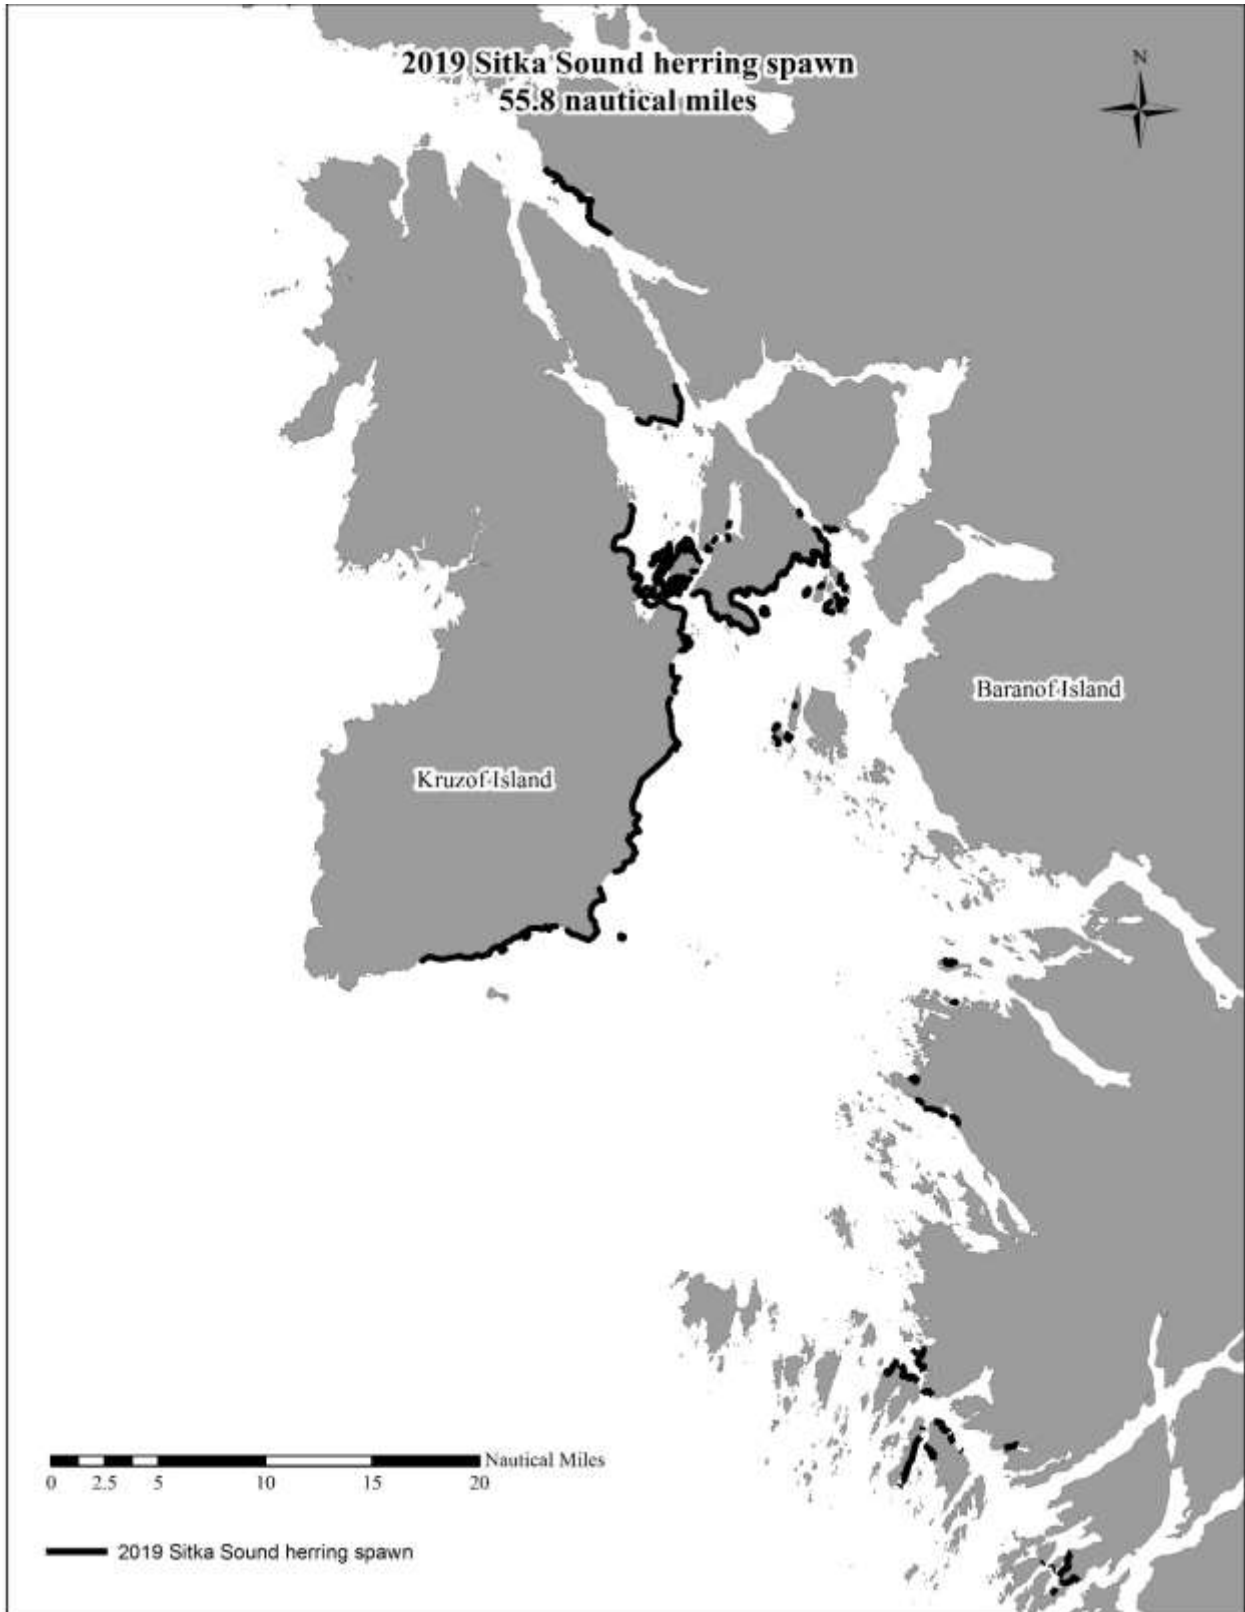 2019 Sitka Sound herring spawn
55.8 nautical miles
N
Baranof Island
Kruzof Island
Nautical Miles
0 2.5 5 10 15 20
2019 Sitka Sound herring spawn